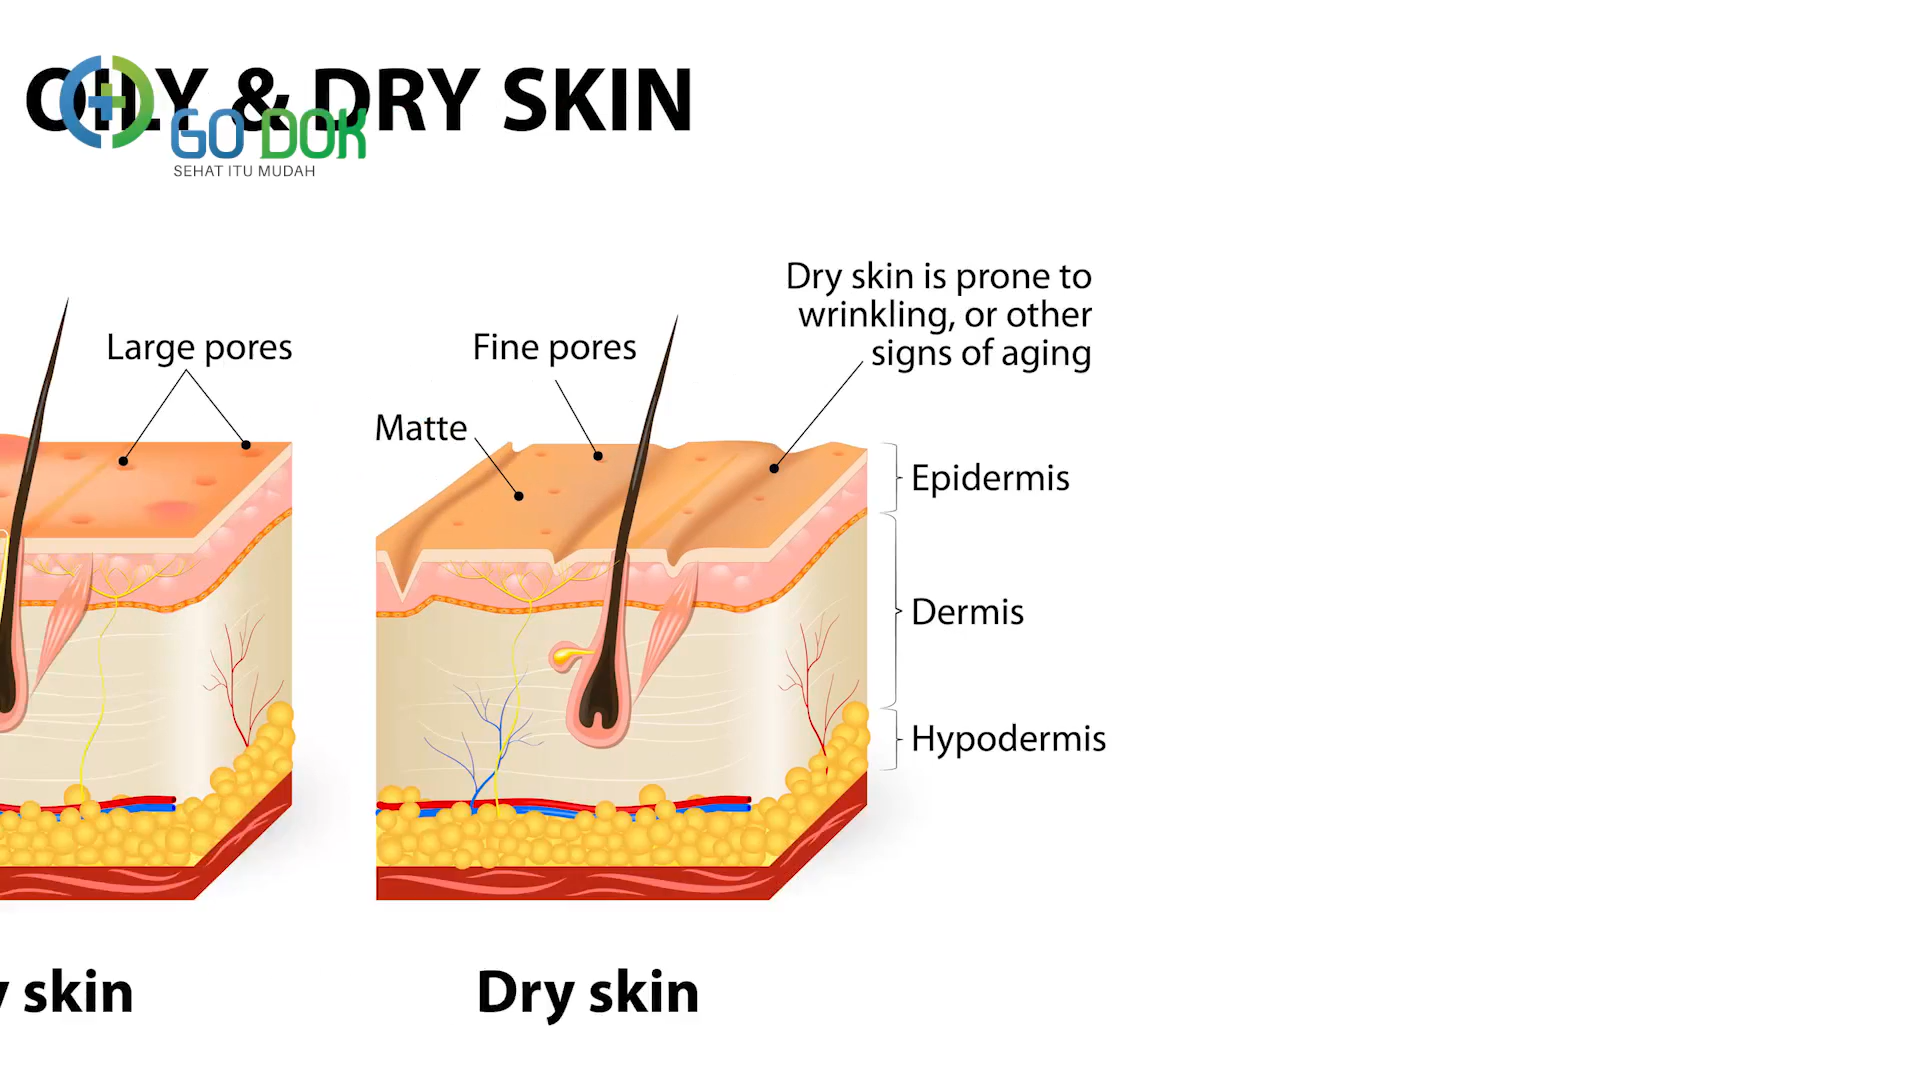 OILY & DRY SKIN
GO DOK
SEHAT ITU MUDAH
Dry skin is prone to
wrinkling, or other
signs of aging
Large pores
Fine pores
Matte
Epidermis
Dermis
Hypodermis
y skin
Dry skin